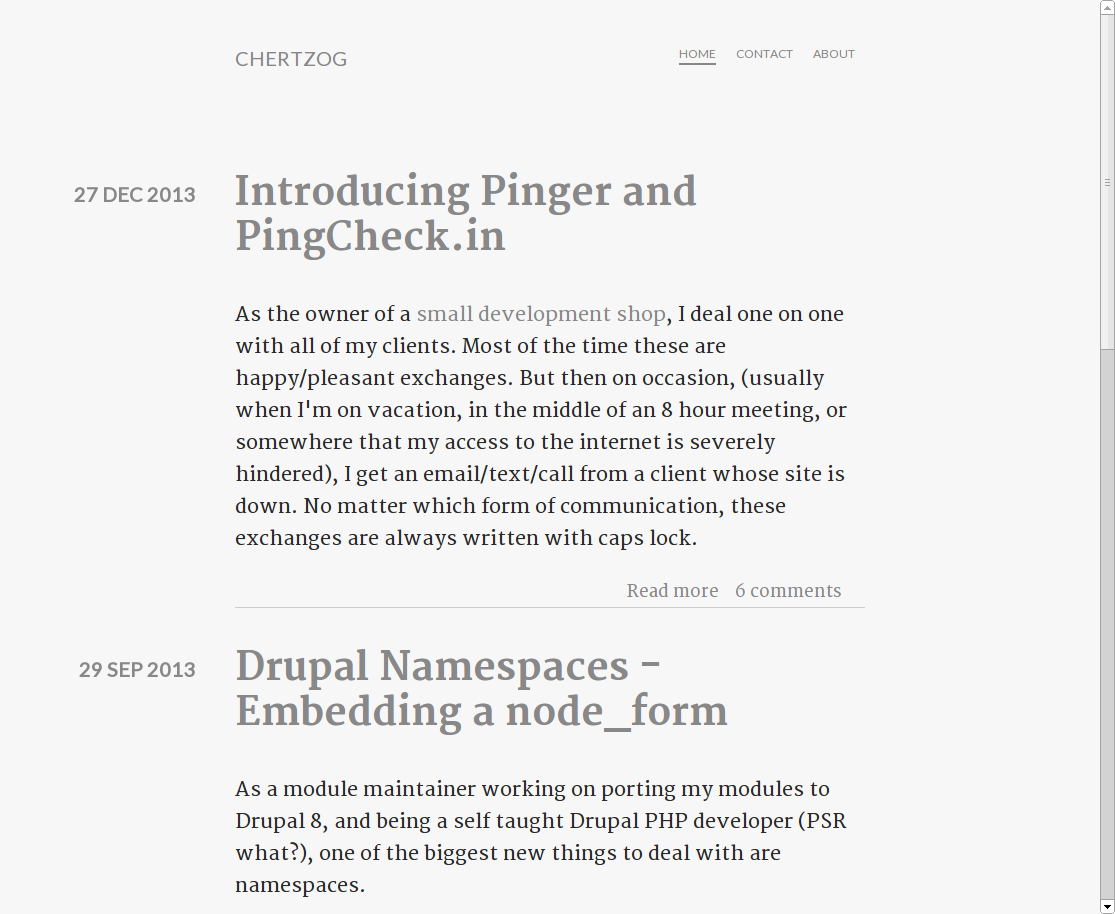 CHERTZOG
HOME CONTACT ABOUT
27 DEC 2013
Introducing Pinger and
PingCheck.in
As the owner of a small development shop, I deal one on one
with all of my clients. Most of the time these are
happy/pleasant exchanges. But then on occasion, (usually
when I'm on vacation, in the middle of an 8 hour meeting, or
somewhere that my access to the internet is severely
hindered), I get an email/text/call from a client whose site is
down. No matter which form of communication, these
exchanges are always written with caps lock.
Read more 6 comments
29 SEP 2013
Drupal Namespaces -
Embedding a node_form
As a module maintainer working on porting my modules to
Drupal 8, and being a self taught Drupal PHP developer (PSR
what?), one of the biggest new things to deal with are
namespaces.